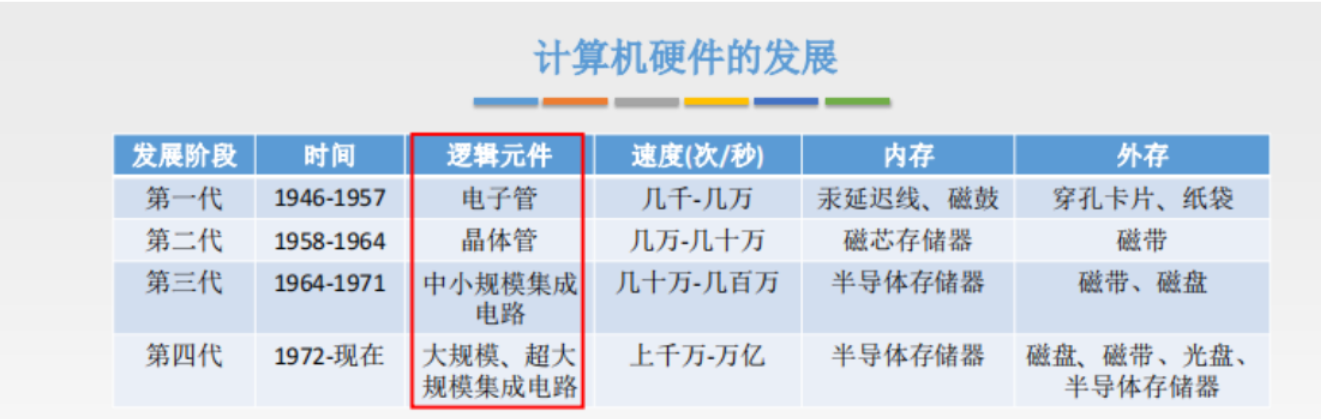 计算机硬件的发展
发展阶段 时间 逻辑元件 速度(次/秒) 内存 外存
第一代 1946-1957 电子管 几千-几万 汞延迟线、磁鼓 穿孔卡片、纸袋
第二代 1958-1964 晶体管 几万-几十万 磁芯存储器 磁带
第三代 1964-1971 中小规模集成 几十万-几百万 半导体存储器 磁带、磁盘
电路
第四代 1972-现在 大规模、超大 上千万-万亿 半导体存储器 磁盘、磁带、光盘、
规模集成电路 半导体存储器